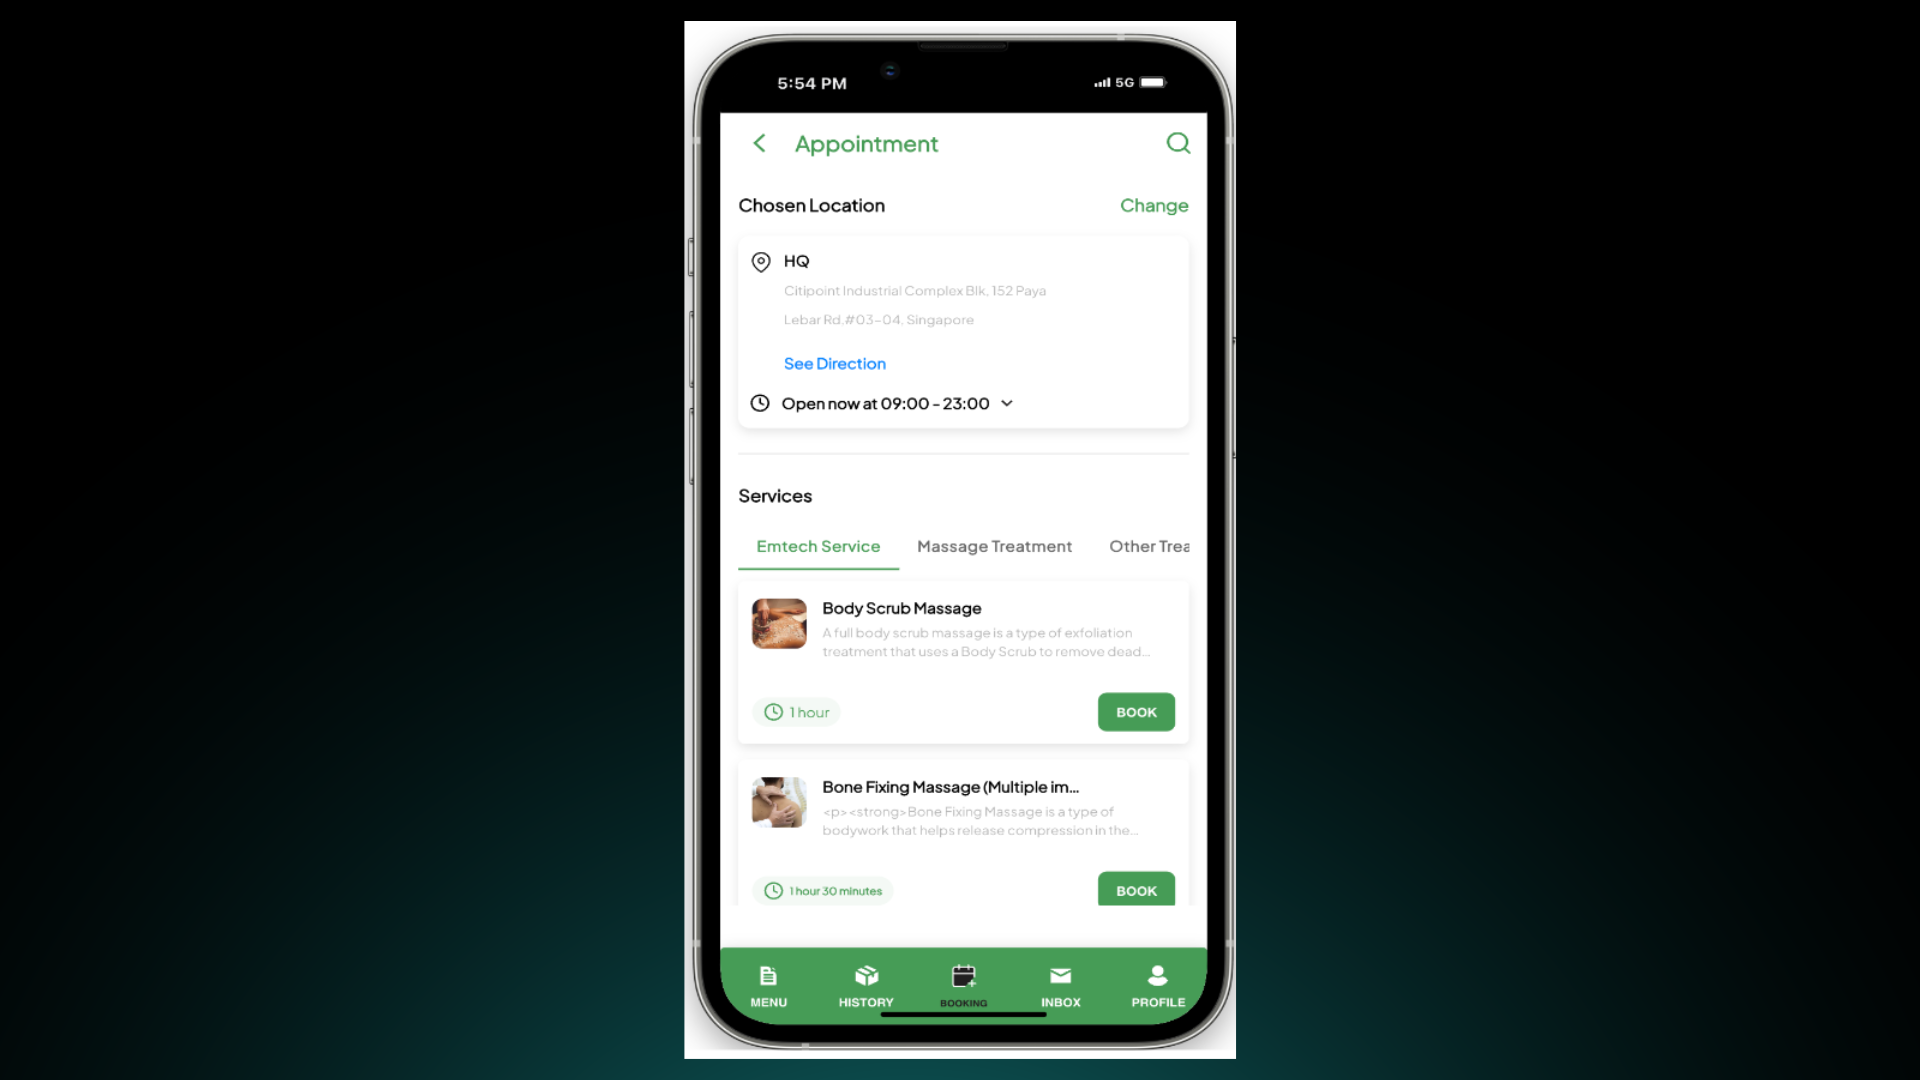 5:54 PM
5G
Appointment
Chosen Location
Change
HQ
Citipoint Industrial Complex Blk, 152 Paya
Lebar Rd,#03-04, Singapore
See Direction
Open now at 09:00 - 23:00
Services
Emtech Service
Massage Treatment
Other Trea
Body Scrub Massage
A full body scrub massage is a type of exfoliation
treatment that uses a Body Scrub to remove dead...
1 hour
BOOK
Bone Fixing Massage (Multiple im...
<p><strong>Bone Fixing Massage is a type of
bodywork that helps release compression in the...
1 hour 30 minutes
BOOK
MENU
HISTORY
BOOKING
INBOX
PROFILE